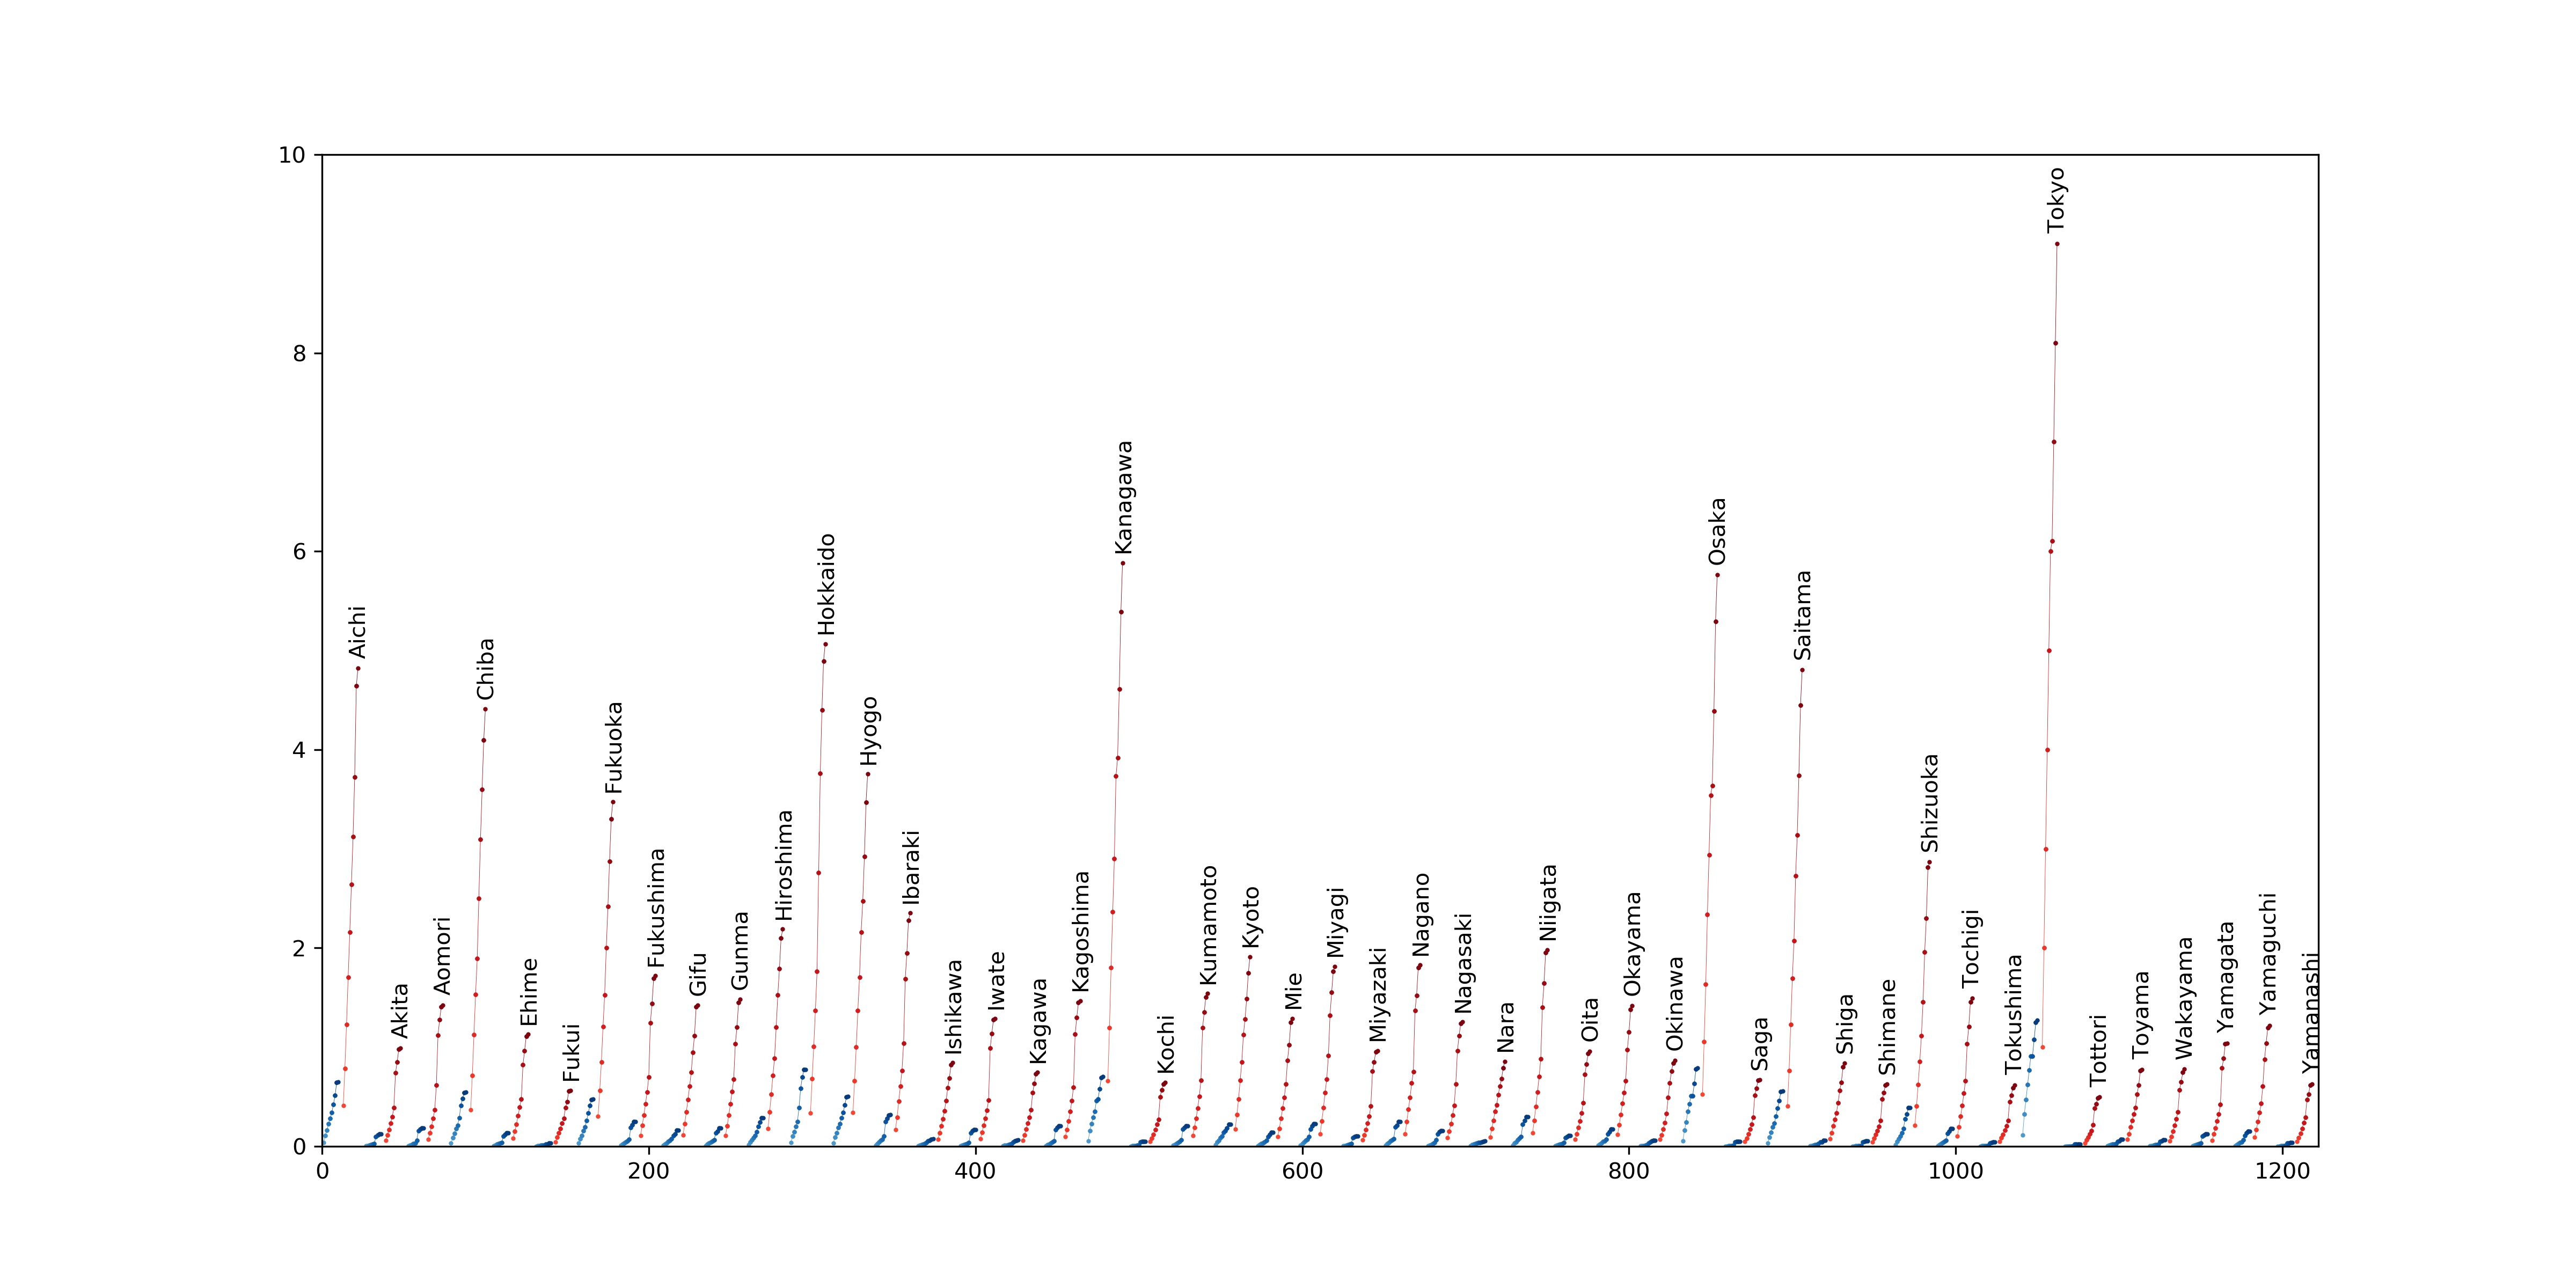 10
8
6
4
2
0
0 200 400 600 800 1000 1200
Aichi
Akita
Aomori
Chiba
Ehime
Fukui
Fukuoka
Fukushima
Gifu
Gunma
Hiroshima
Hokkaido
Hyogo
Ibaraki
Ishikawa
Iwate
Kagawa
Kagoshima
Kanagawa
Kochi
Kumamoto
Kyoto
Mie
Miyagi
Miyazaki
Nagano
Nagasaki
Nara
Niigata
Oita
Okayama
Okinawa
Osaka
Saga
Saitama
Shiga
Shimane
Shizuoka
Tochigi
Tokushima
Tokyo
Tottori
Toyama
Wakayama
Yamagata
Yamaguchi
Yamanashi